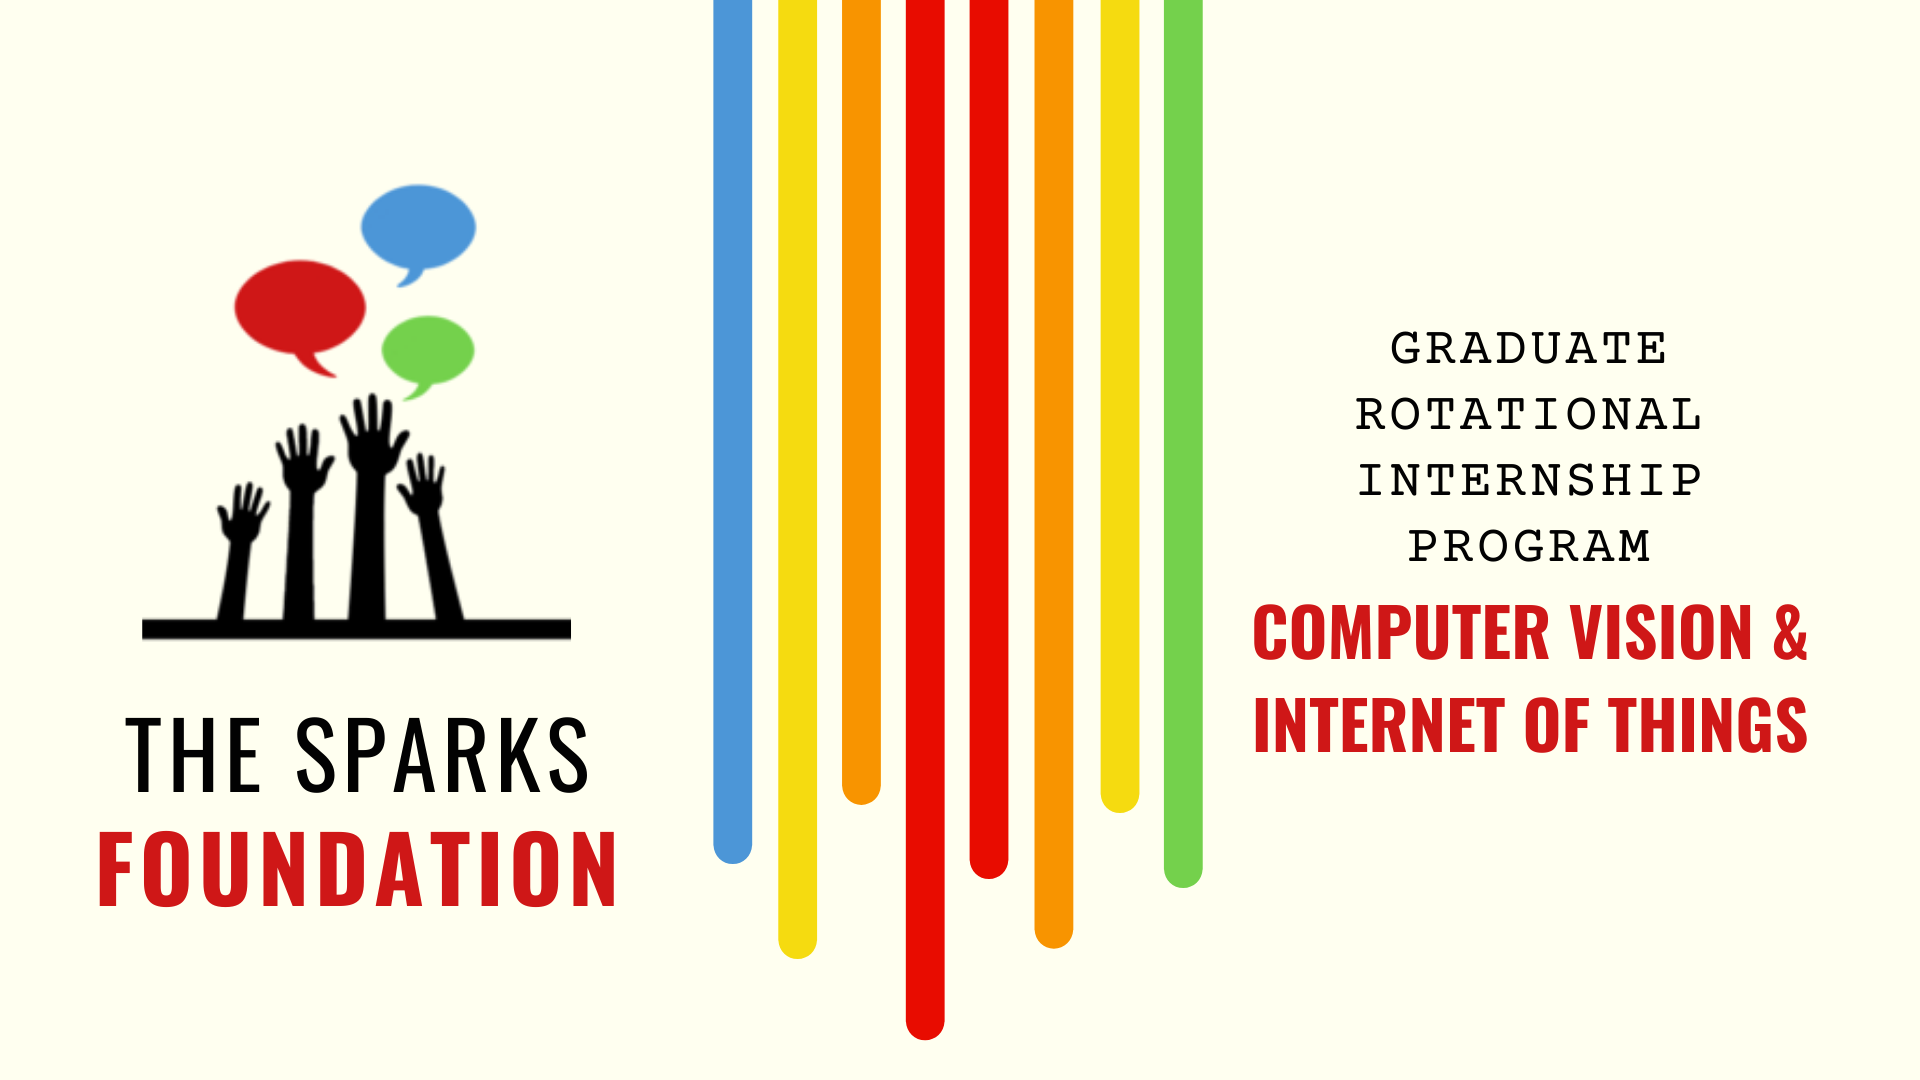 THE SPARKS
FOUNDATION
GRADUATE
ROTATIONAL
INTERNSHIP
PROGRAM
COMPUTER VISION &
INTERNET OF THINGS